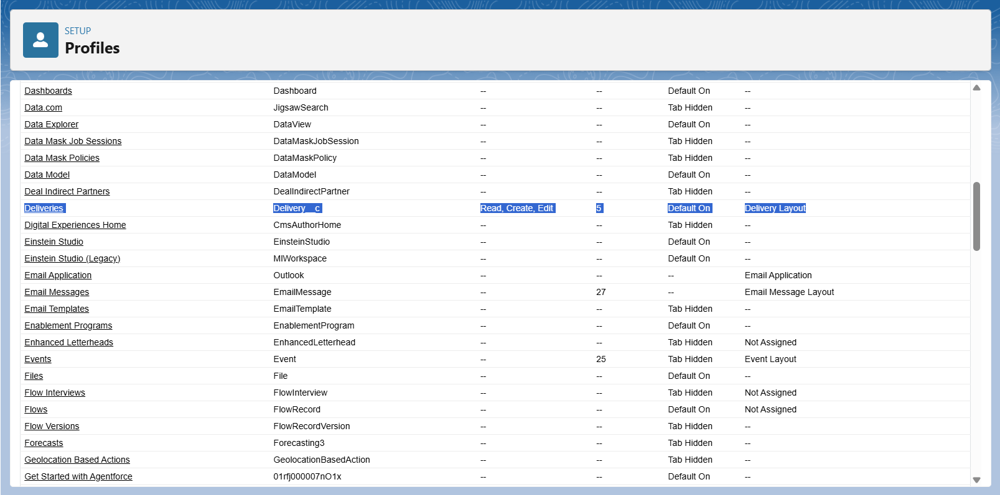 SETUP
Profiles
Dashboards Dashboard -- -- Default On --
Data.com JigsawSearch -- -- Tab Hidden --
Data Explorer DataView -- -- Default On --
Data Mask Job Sessions DataMaskJobSession -- -- Tab Hidden --
Data Mask Policies DataMaskPolicy -- -- Tab Hidden --
Data Model DataModel -- -- Default On --
Deal Indirect Partners DealIndirectPartner -- -- Tab Hidden --
Deliveries Delivery__c Read, Create, Edit 5 Default On Delivery Layout
Digital Experiences Home CmsAuthorHome -- -- Tab Hidden --
Einstein Studio EinsteinStudio -- -- Default On --
Einstein Studio (Legacy) MIWorkspace -- -- Default On --
Email Application Outlook -- -- -- Email Application
Email Messages EmailMessage -- 27 -- Email Message Layout
Email Templates EmailTemplate -- -- Tab Hidden --
Enablement Programs EnablementProgram -- -- Default On --
Enhanced Letterheads EnhancedLetterhead -- -- Tab Hidden Not Assigned
Events Event -- 25 Tab Hidden Event Layout
Files File -- -- Default On --
Flow Interviews FlowInterview -- -- Tab Hidden Not Assigned
Flows FlowRecord -- -- Default On Not Assigned
Flow Versions FlowRecordVersion -- -- Tab Hidden --
Forecasts Forecasting3 -- -- Tab Hidden --
Geolocation Based Actions GeolocationBasedAction -- -- Tab Hidden --
Get Started with Agentforce 01rfj000007nO1x -- -- Default On --